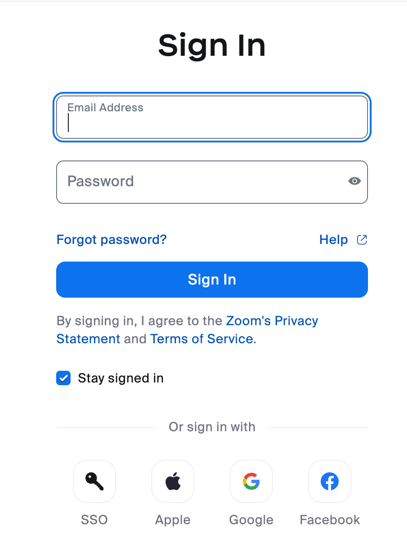 Sign In
Email Address
Password
Forgot password?
Help
Sign In
By signing in, I agree to the Zoom's Privacy
Statement and Terms of Service.
Stay signed in
Or sign in with
SSO
Apple
Google
Facebook